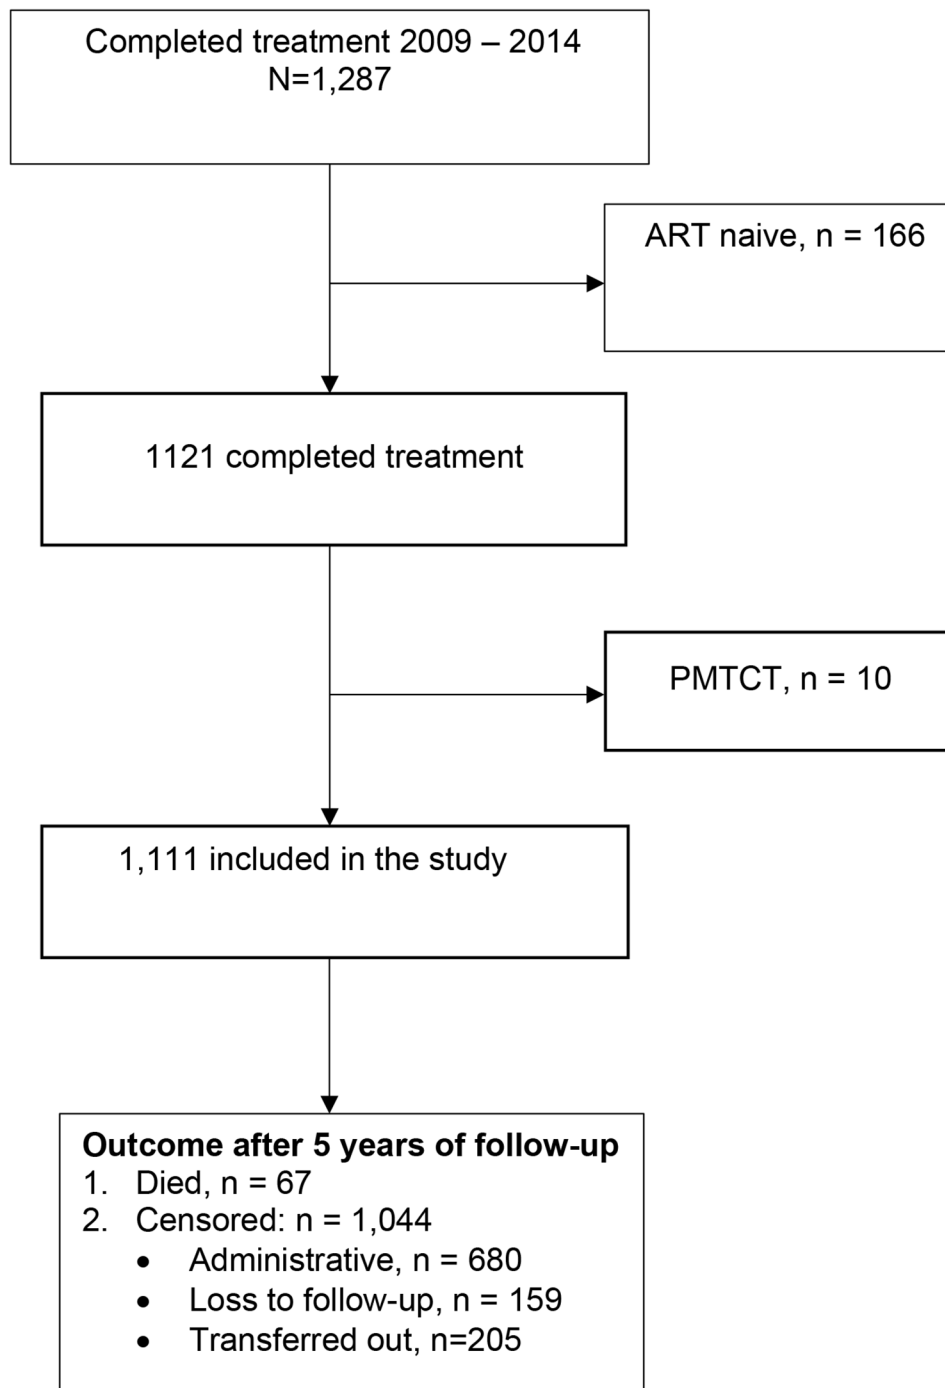 Completed treatment 2009 – 2014
N=1,287
ART naive, n = 166
1121 completed treatment
PMTCT, n = 10
1,111 included in the study
Outcome after 5 years of follow-up
1. Died, n = 67
2. Censored: n = 1,044
• Administrative, n = 680
• Loss to follow-up, n = 159
• Transferred out, n=205